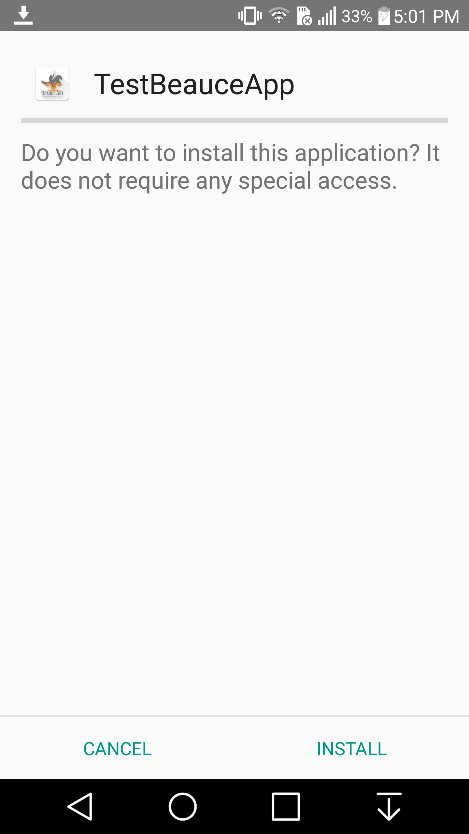 33% 5:01 PM
TestBeauceApp
Do you want to install this application? It
does not require any special access.
CANCEL INSTALL